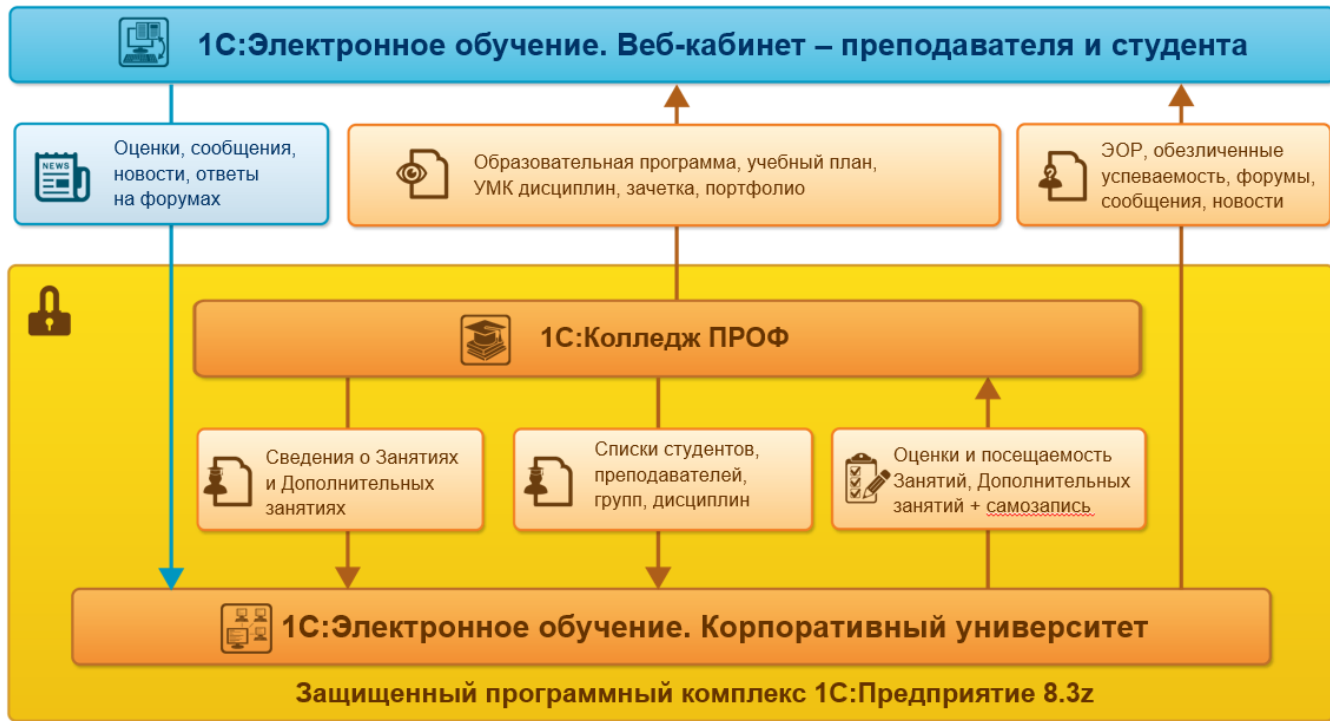 1С:Электронное обучение. Веб-кабинет – преподавателя и студента
Оценки, сообщения,
новости, ответы
на форумах
NEWS
Образовательная программа, учебный план,
УМК дисциплин, зачетка, портфолио
ЭОР, обезличенные
успеваемость, форумы,
сообщения, новости
1С:Колледж ПРОФ
Сведения о Занятиях
и Дополнительных
занятиях
Списки студентов,
преподавателей,
групп, дисциплин
Оценки и посещаемость
Занятий, Дополнительных
занятий + самозапись
1С:Электронное обучение. Корпоративный университет
Защищенный программный комплекс 1С:Предприятие 8.3z